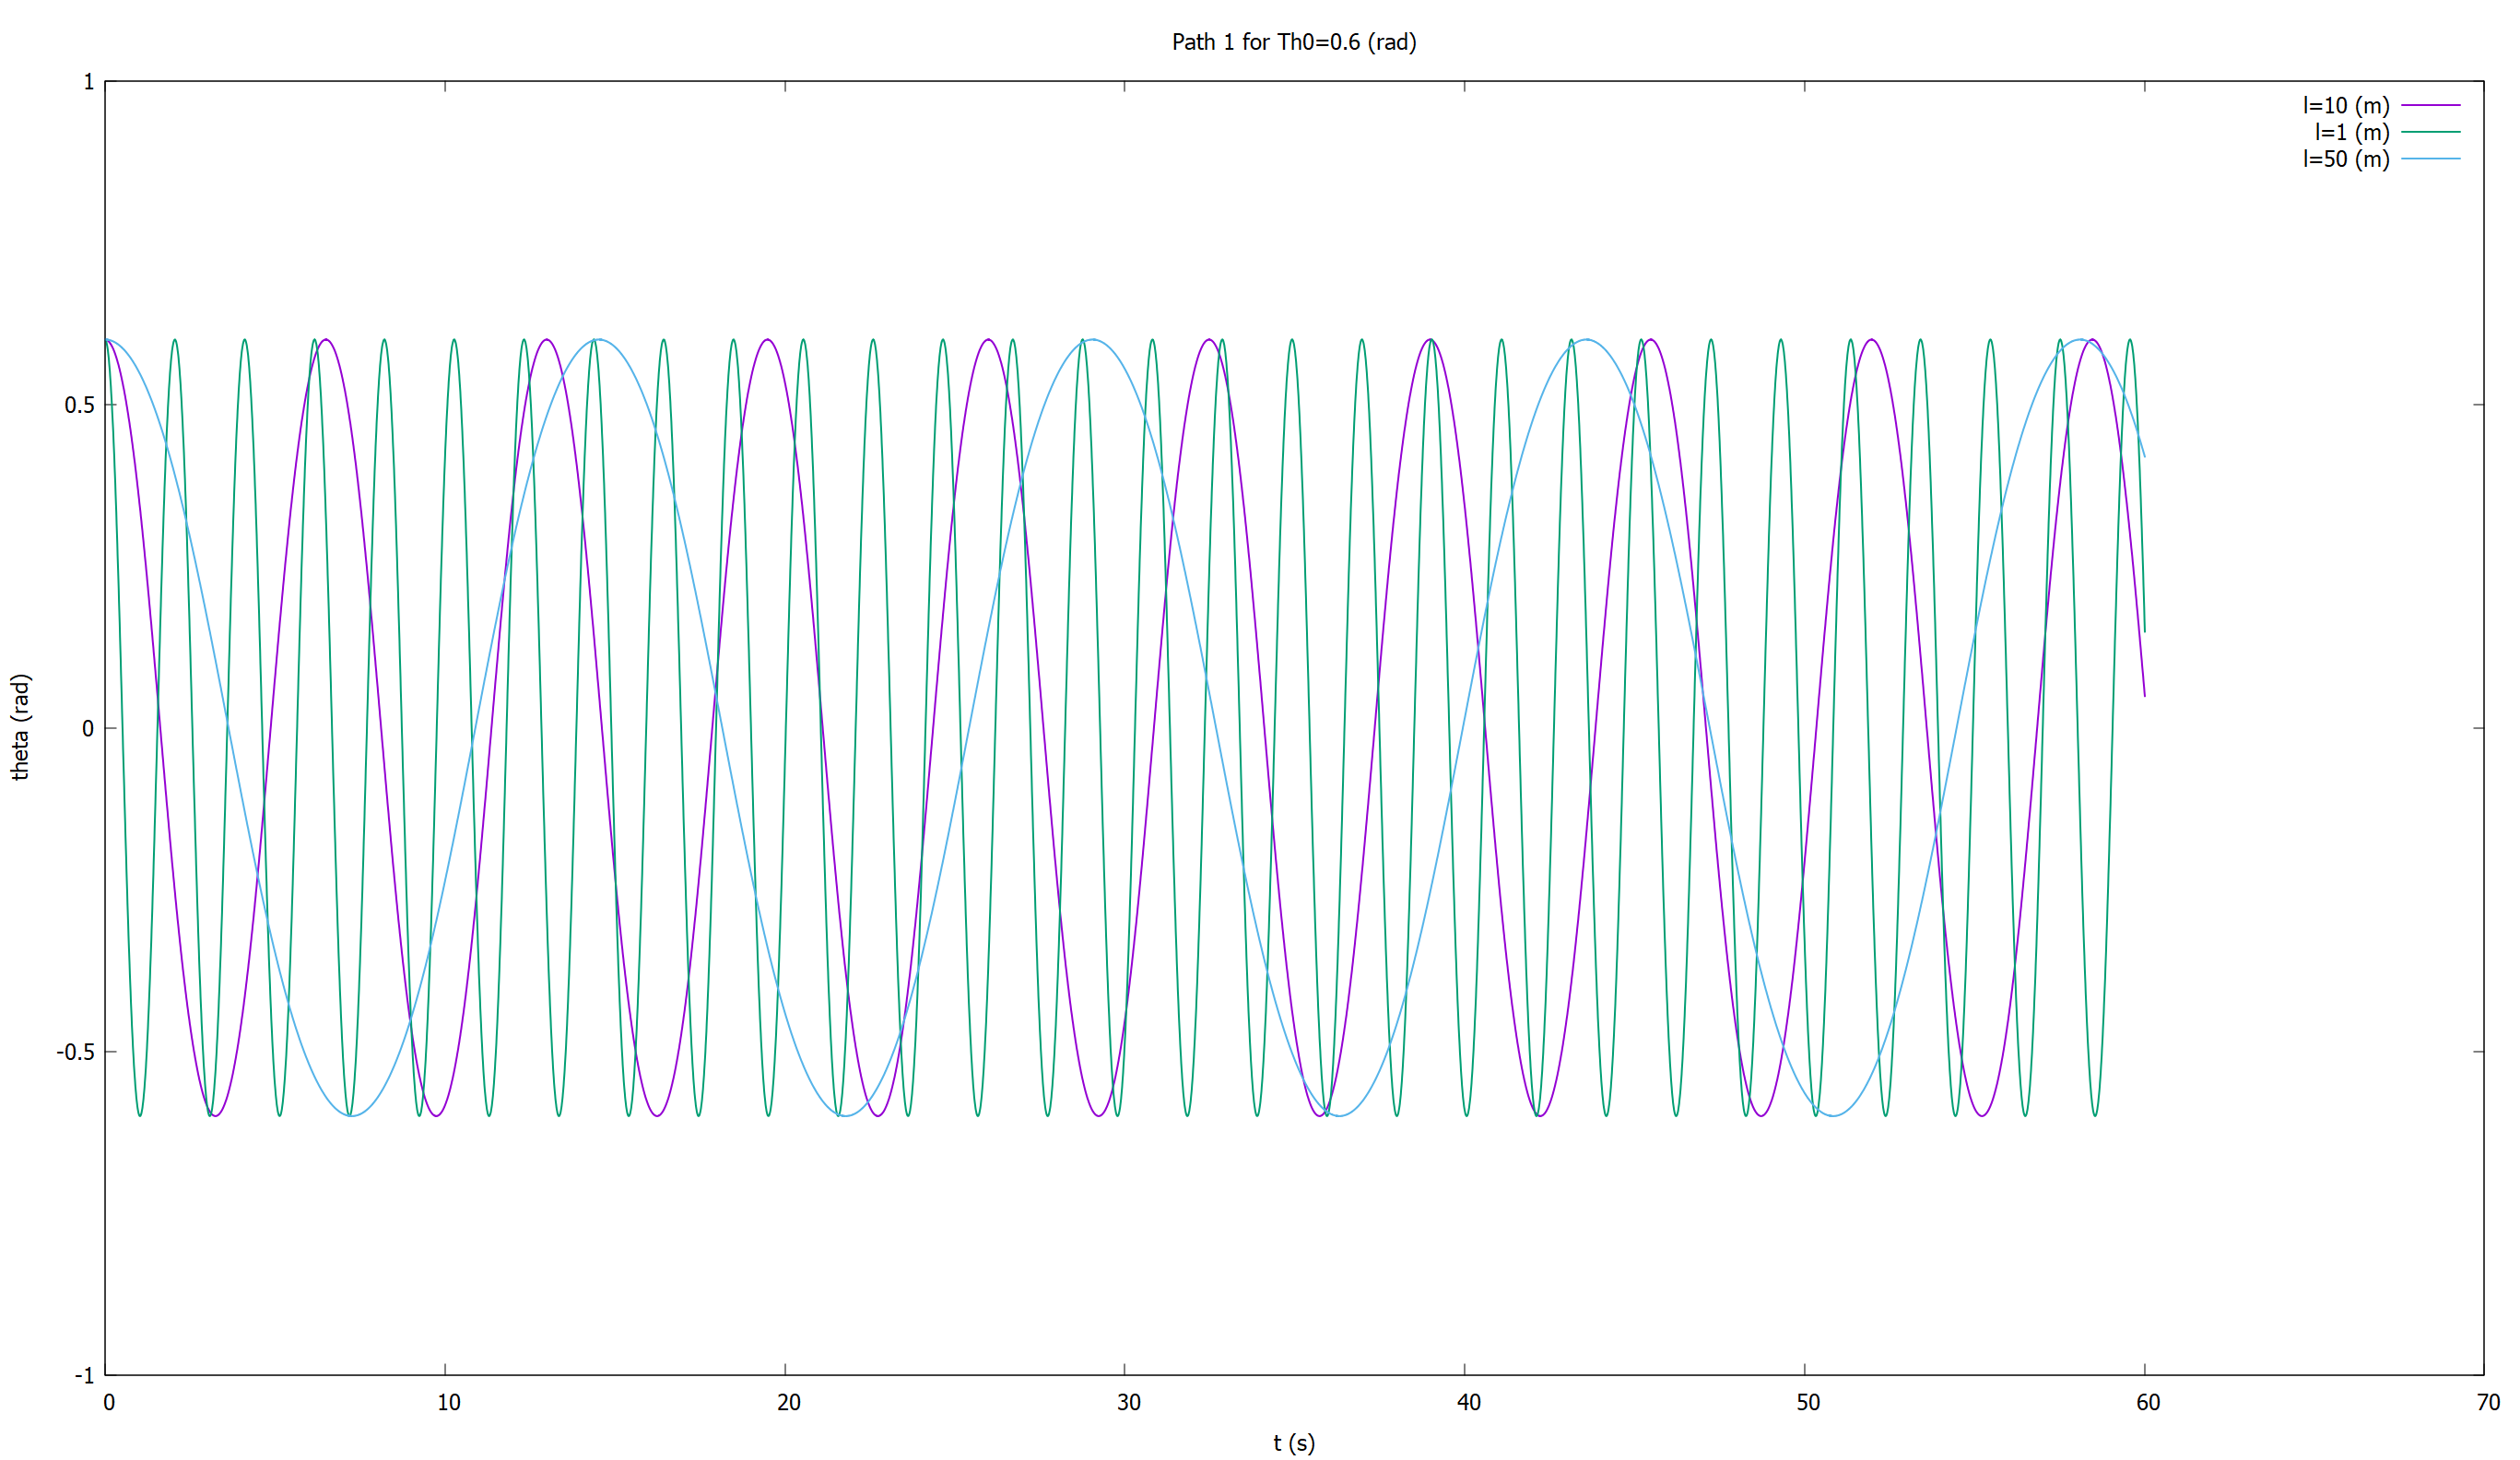 Path 1 for Th0=0.6 (rad)
l=10 (m)
l=1 (m)
l=50 (m)
1
0.5
0
-0.5
-1
theta (rad)
0 10 20 30 40 50 60 70
t (s)